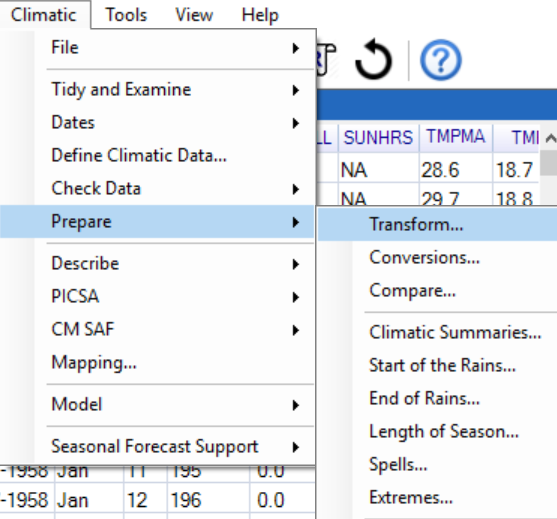 Climatic Tools View Help
File
Tidy and Examine
Dates
Define Climatic Data...
Check Data
Prepare
Describe
PICSA
CM SAF
Mapping...
Model
Seasonal Forecast Support
LL SUNHRS TMPMA TMI
NA 28.6 18.7
NA 29.7 18.8
Transform...
Conversions...
Compare...
Climatic Summaries...
Start of the Rains...
End of Rains...
Length of Season...
Spells...
Extremes...
-1958 Jan 11 195 0.0
-1958 Jan 12 196 0.0